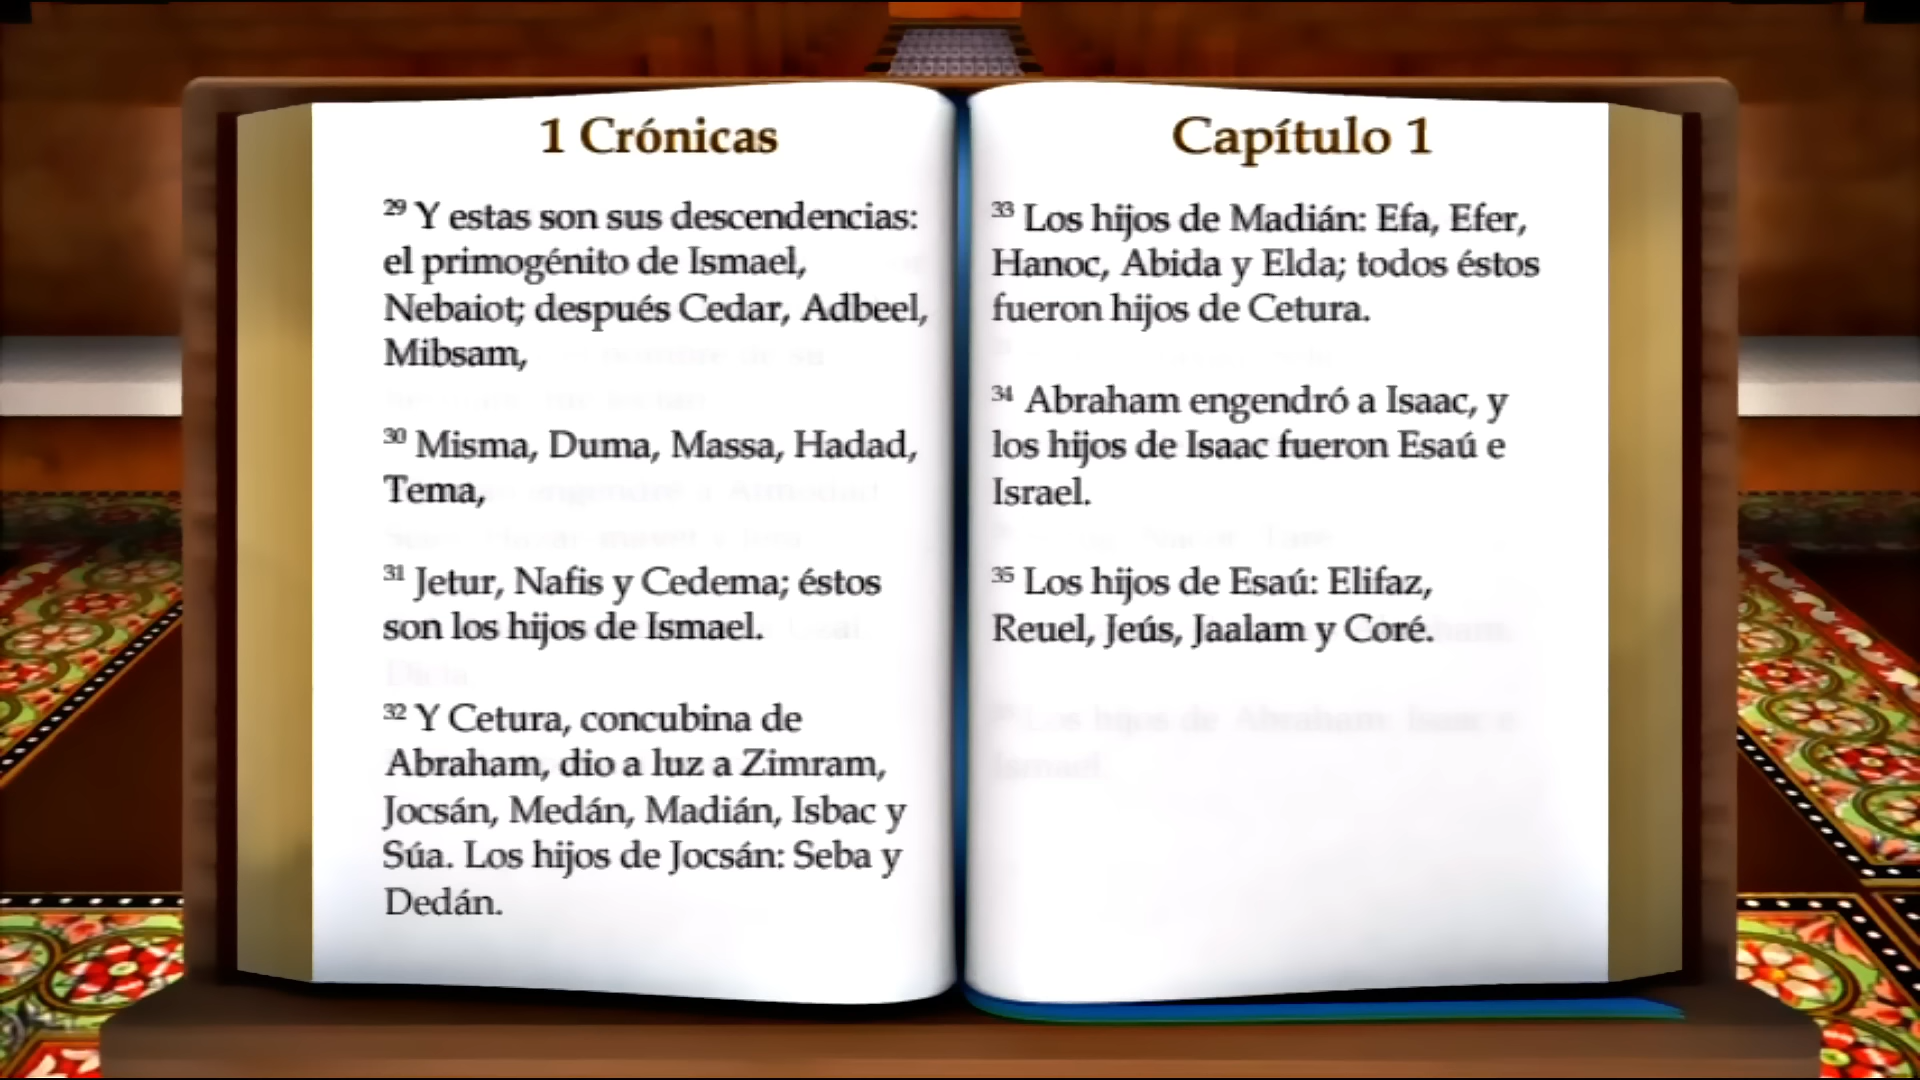 1 Crónicas
29 Y estas son sus descendencias:
el primogénito de Ismael,
Nebaiot; después Cedar, Adbeel,
Mibsam,
30 Misma, Duma, Massa, Hadad,
Tema,
31 Jetur, Nafis y Cedema; éstos
son los hijos de Ismael.
32 Y Cetura, concubina de
Abraham, dio a luz a Zimram,
Jocsán, Medán, Madián, Isbac y
Súa. Los hijos de Jocsán: Seba y
Dedán.
Capítulo 1
33 Los hijos de Madián: Efa, Efer,
Hanoc, Abida y Elda; todos éstos
fueron hijos de Cetura.
34 Abraham engendró a Isaac, y
los hijos de Isaac fueron Esaú e
Israel.
35 Los hijos de Esaú: Elifaz,
Reuel, Jeús, Jaalam y Coré.